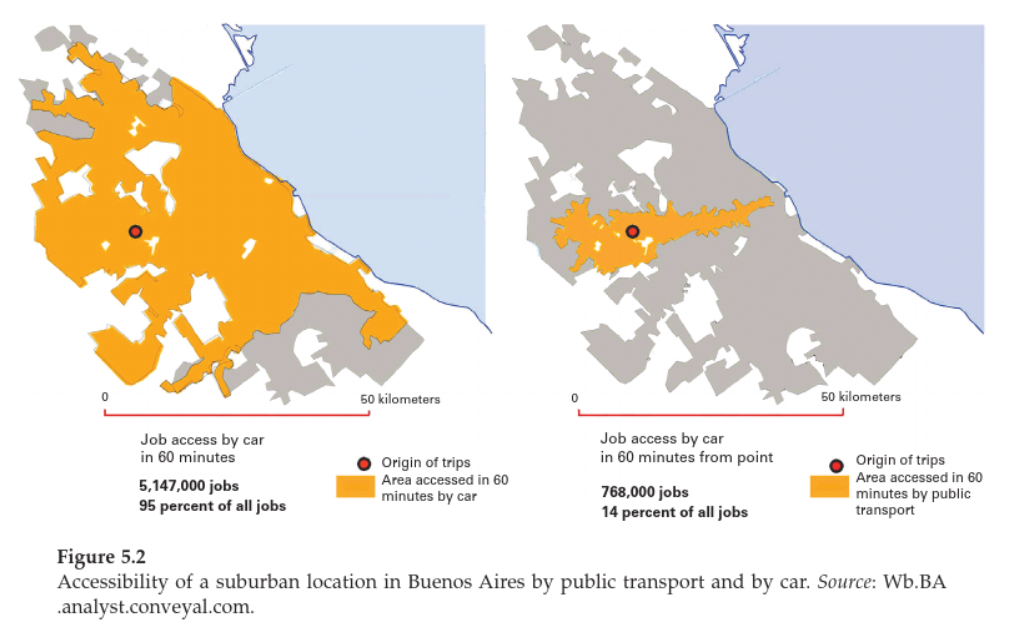 0
50 kilometers
Job access by car
in 60 minutes
5,147,000 jobs
95 percent of all jobs
Origin of trips
Area accessed in 60
minutes by car
0
50 kilometers
Job access by car
in 60 minutes from point
768,000 jobs
14 percent of all jobs
Origin of trips
Area accessed in 60
minutes by public
transport
Figure 5.2
Accessibility of a suburban location in Buenos Aires by public transport and by car. Source: Wb.BA
.analyst.conveyal.com.